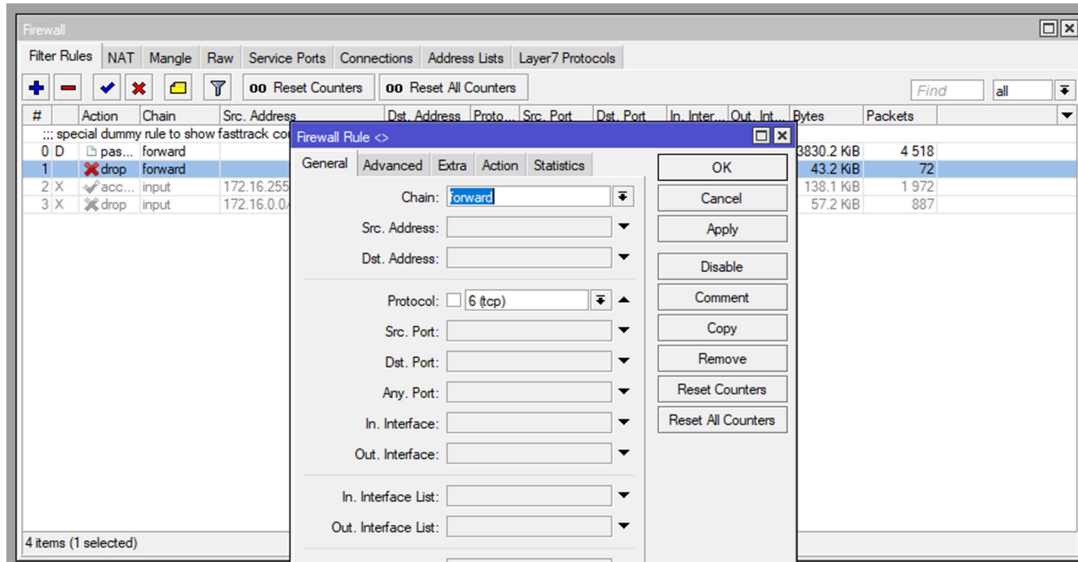 Firewall
Filter Rules NAT Mangle Raw Service Ports Connections Address Lists Layer7 Protocols
00 Reset Counters 00 Reset All Counters Find all
# Action Chain Src. Address Dst. Address Proto... Src. Port Dst. Port In. Inter... Out. Int... Bytes Packets
;;; special dummy rule to show fasttrack co
0 D pas... forward 3830.2 KiB 4 518
1 drop forward 43.2 KiB 72
2 X acc... input 172.16.255 138.1 KiB 1 972
3 X drop input 172.16.0.0/ 57.2 KiB 887
4 items (1 selected)
Firewall Rule <>
General Advanced Extra Action Statistics
Chain: forward
Src. Address:
Dst. Address:
Protocol: 6 (tcp)
Src. Port:
Dst. Port:
Any. Port:
In. Interface:
Out. Interface:
In. Interface List:
Out. Interface List:
OK
Cancel
Apply
Disable
Comment
Copy
Remove
Reset Counters
Reset All Counters